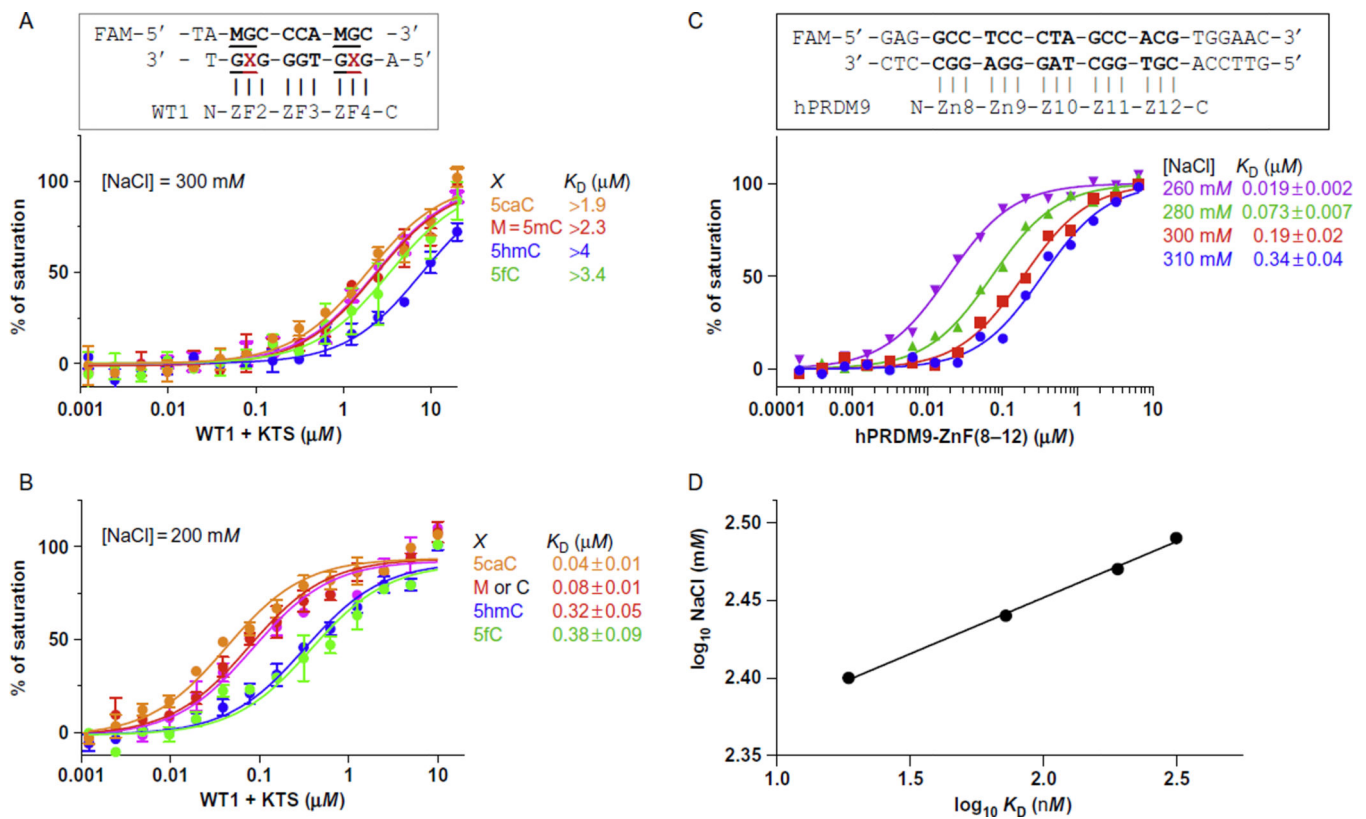 A
FAM-5′ -TA-MGC-CCA-MGC -3′
3′ - T-GXG-GGT-GXG-A-5′
WT1 N-ZF2-ZF3-ZF4-C
[NaCl] = 300 mM
X KD (μM)
5caC >1.9
M = 5mC >2.3
5hmC >4
5fC >3.4
% of saturation
100
50
0
0.001 0.01 0.1 1 10
WT1 + KTS (μM)
B
[NaCl] = 200 mM
X KD (μM)
5caC 0.04±0.01
M or C 0.08±0.01
5hmC 0.32±0.05
5fC 0.38±0.09
% of saturation
100
50
0
0.001 0.01 0.1 1 10
WT1 + KTS (μM)
C
FAM-5′ -GAG-GCC-TCC-CTA-GCC-ACG-TGGAAC-3′
3′ -CTC-CGG-AGG-GAT-CGG-TGC-ACCTTG-5′
hPRDM9 N-Zn8-Zn9-Z10-Z11-Z12-C
[NaCl] KD (μM)
260 mM 0.019±0.002
280 mM 0.073±0.007
300 mM 0.19±0.02
310 mM 0.34±0.04
% of saturation
100
50
0
0.0001 0.001 0.01 0.1 1 10
hPRDM9-ZnF(8–12) (μM)
D
log10 NaCl (mM)
2.50
2.45
2.40
2.35
1.0 1.5 2.0 2.5
log10 KD (nM)